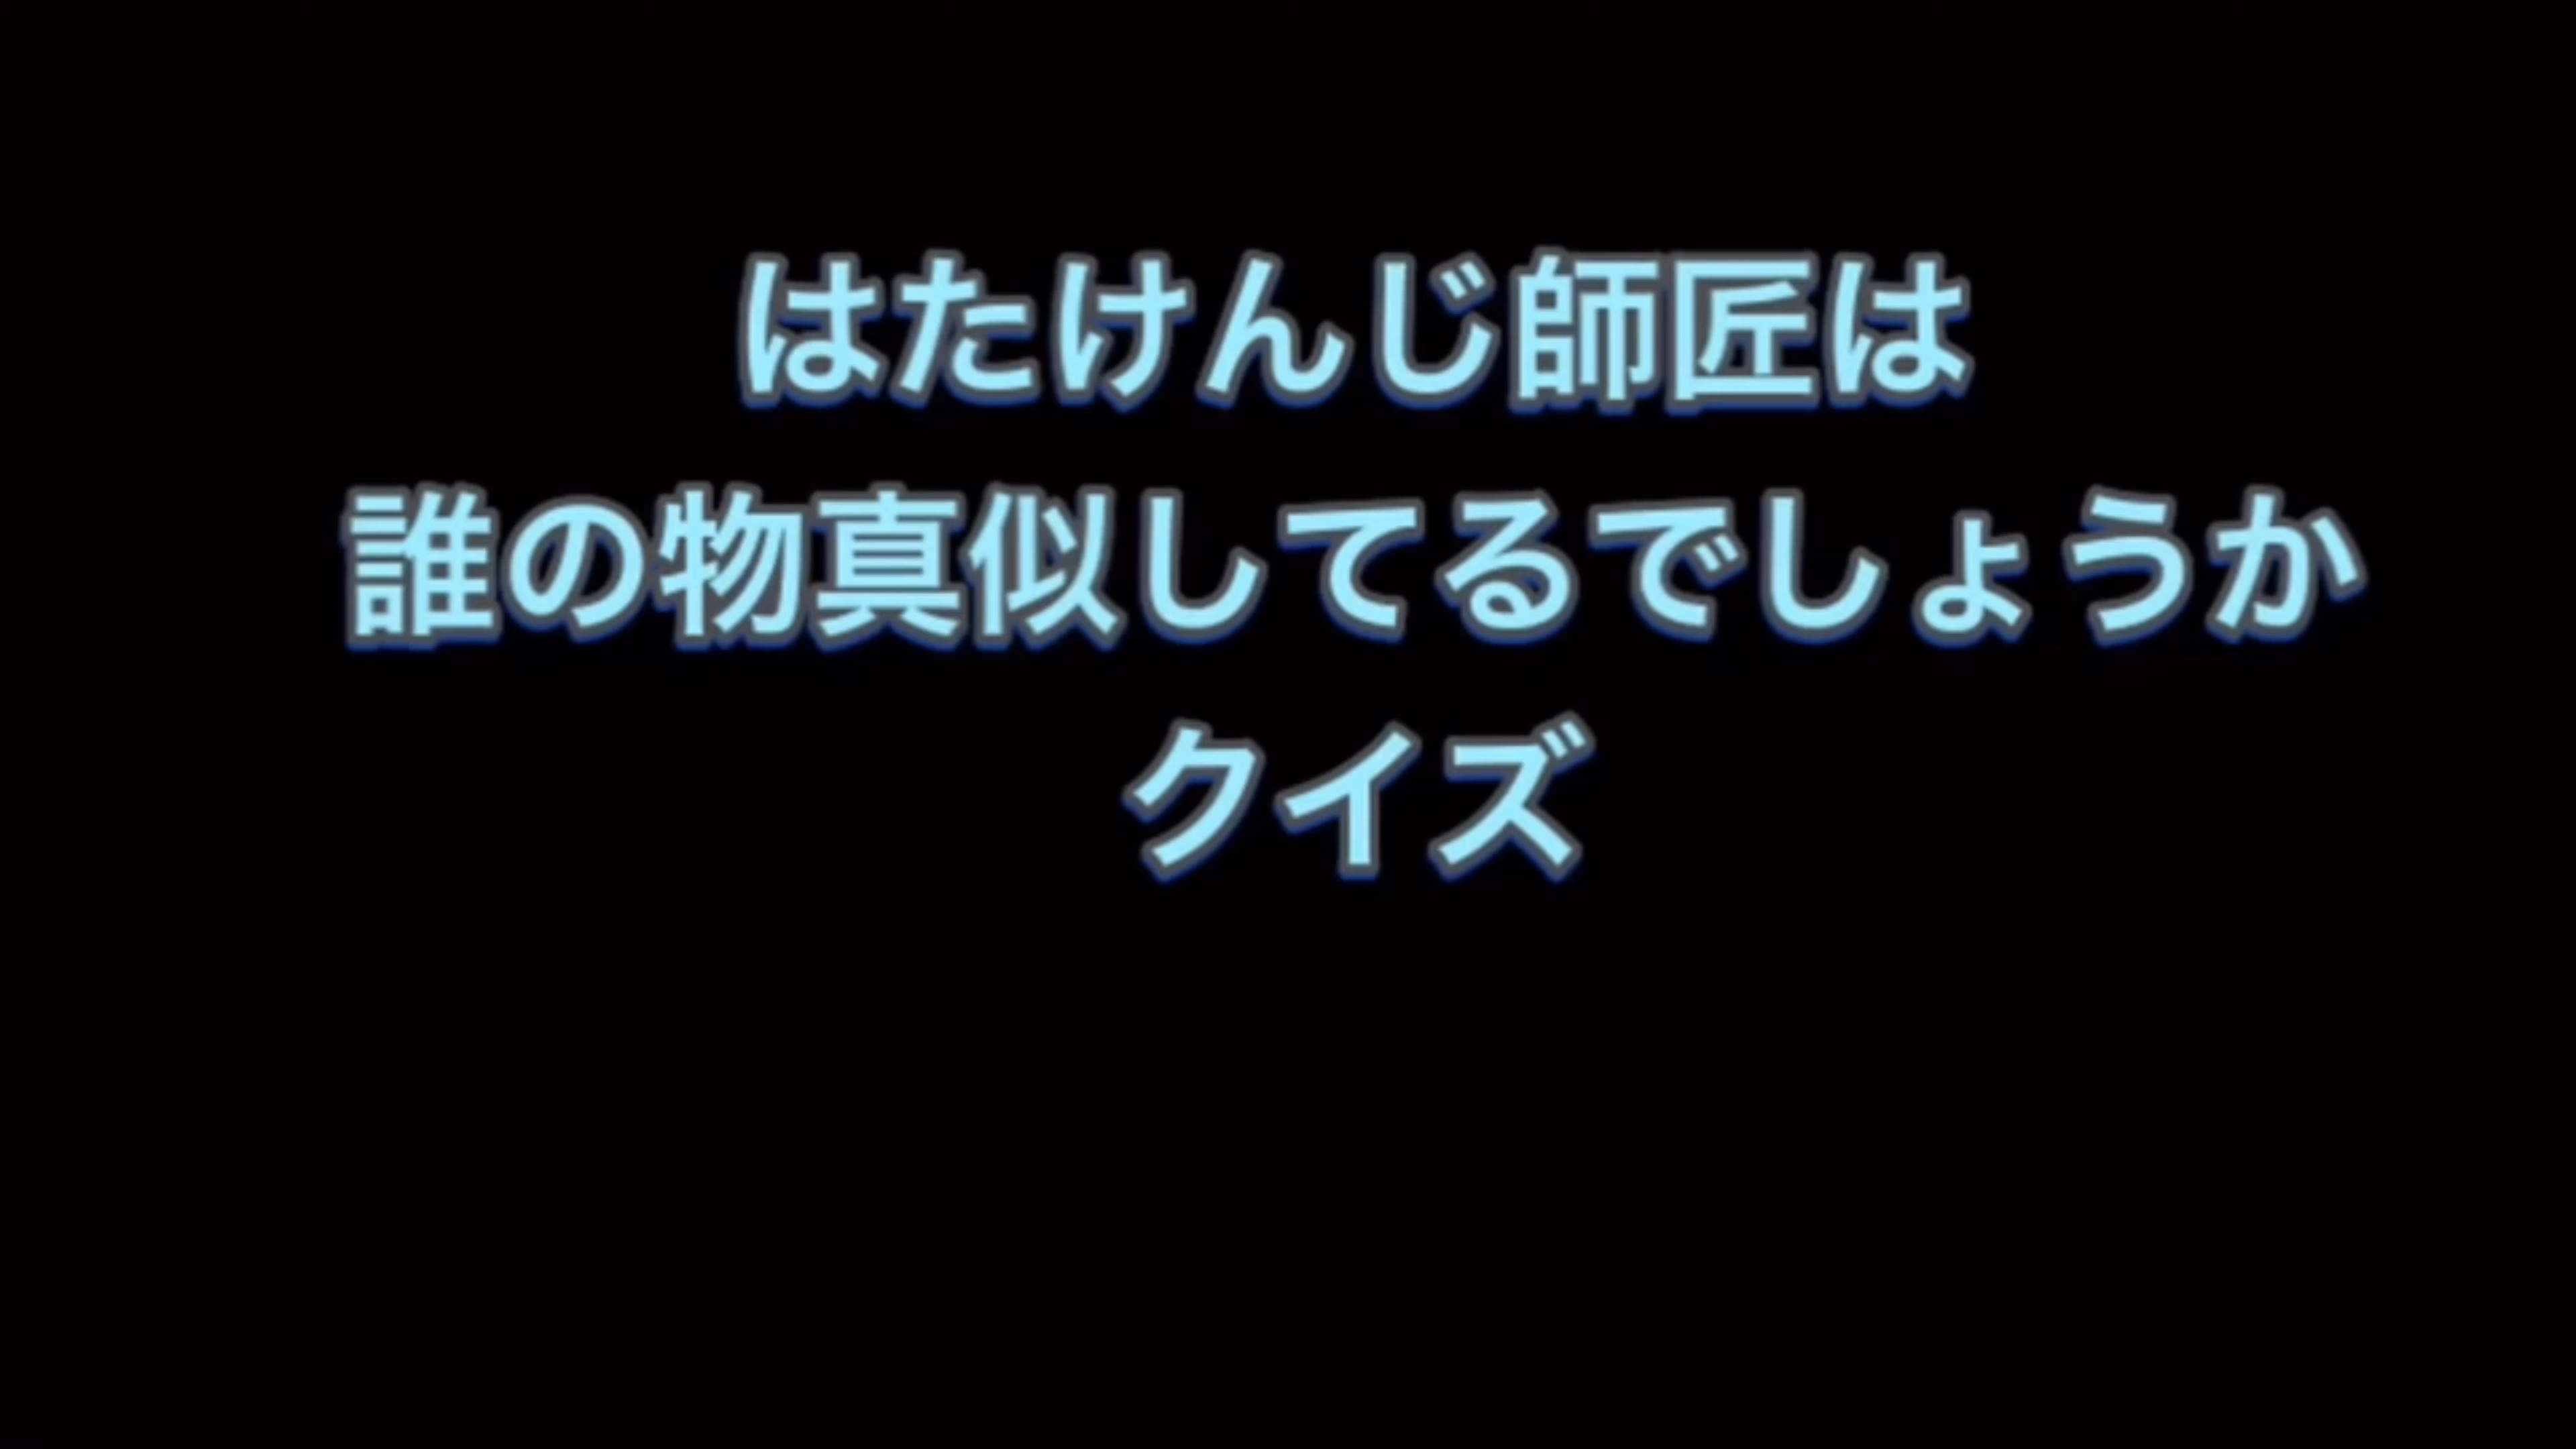 はたけんじ師匠は
誰の物真似してるでしょうか
クイズ